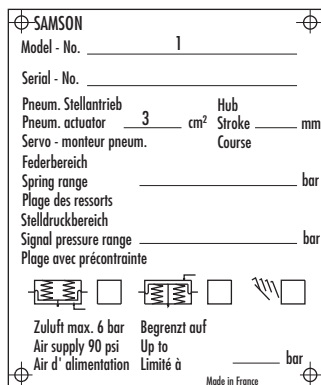 SAMSON
Model - No. 1
Serial - No.
Pneum. Stellantrieb Hub
Pneum. actuator 3 cm² Stroke mm
Servo - monteur pneum. Course
Federbereich
Spring range bar
Plage des ressorts
Stelldruckbereich
Signal pressure range bar
Plage avec précontrainte
Zuluft max. 6 bar Begrenzt auf
Air supply 90 psi Up to
Air d' alimentation Limité à bar
Made in France